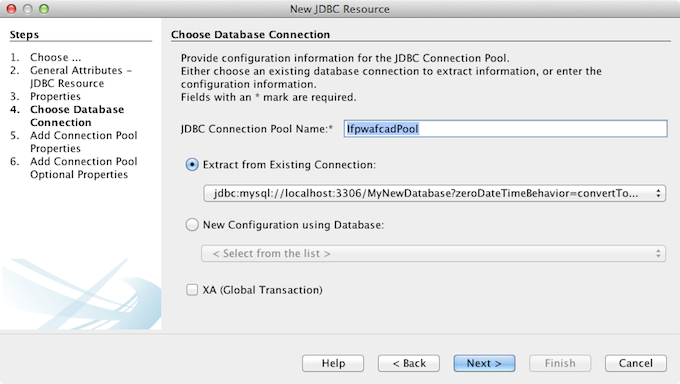 New JDBC Resource
Steps
1. Choose ...
2. General Attributes –
JDBC Resource
3. Properties
4. Choose Database
Connection
5. Add Connection Pool
Properties
6. Add Connection Pool
Optional Properties
Choose Database Connection
Provide configuration information for the JDBC Connection Pool.
Either choose an existing database connection to extract information, or enter the
configuration information.
Fields with an * mark are required.
JDBC Connection Pool Name:* IfpwafcadPool
Extract from Existing Connection:
jdbc:mysql://localhost:3306/MyNewDatabase?zeroDateTimeBehavior=convertTo...
New Configuration using Database:
< Select from the list >
XA (Global Transaction)
Help < Back Next > Finish Cancel